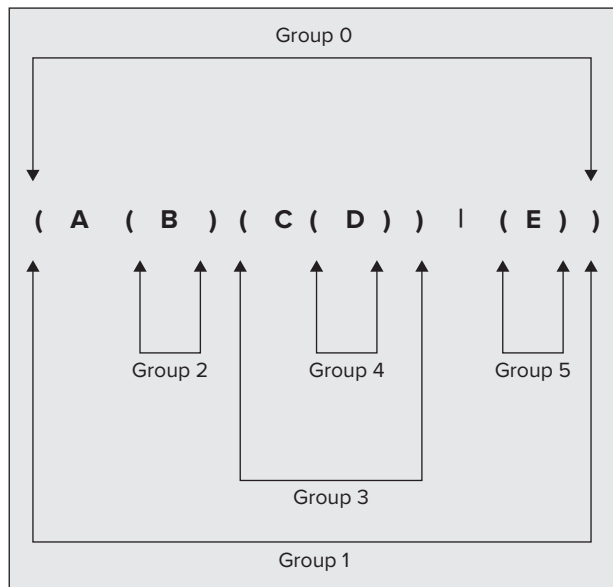 Group 0
( A ( B ) ( C ( D ) ) | ( E ) )
Group 2 Group 4 Group 5
Group 3
Group 1